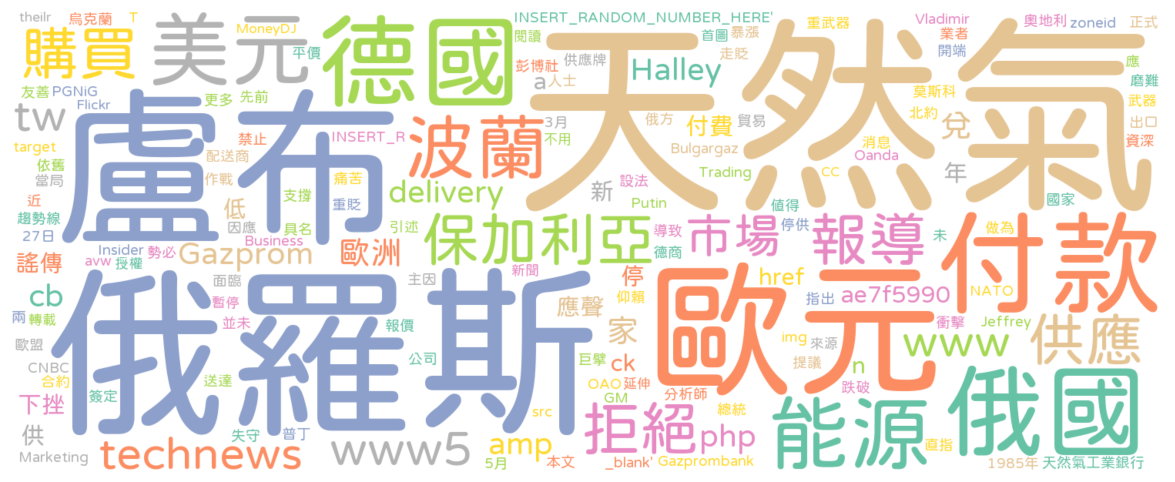 theilr 烏克蘭 T
MoneyDJ
INSERT_RANDOM_NUMBER_HERE'
Vladimir 奧地利 zoneid 正式
購買 美元 德國 天然氣
平價 閱讀 供應牌 首圖 暴漲 重武器 業者 開端 應
彭博社 走貶
友善 PGNiG 更多 先前
Flickr
a 人士 Halley
莫斯科 磨難
tw
盧布
禁止 INSERT_R 波蘭
3月 不用 俄方 付費 貿易 北約 兌 武器 出口
target
配送商
Bulgargaz 消息 Oanda 資深
依舊
當局 作戰 痛苦
支撐 delivery 新 設法 Trading CC 年
近 低 重貶
Putin 值得 國家
趨勢線 因應 具名 引述 保加利亞 導致 市場 報導 停供 做為 未 付款
27日 Insider 勢必 Business
德商
謠傳 avw 授權 Gazprom 歐洲 主因 新聞 停
面臨
href 指出 NATO
cb 暫停 應聲 仰賴 歐元 ae7f5990
兩 轉載 並未 報價 家 衝擊 Jeffrey 供應
俄羅斯
歐盟
公司 巨擘 img 來源 www
CNBC ck 提議 n
合約 送達 OAO 延伸 分析師 跌破
下挫 簽定 GM
src 拒絕 總統 能源 俄國
供 失守 普丁 php
technews www5 amp 直指
Marketing 5月 本文 _blank' Gazprombank 1985年 天然氣工業銀行